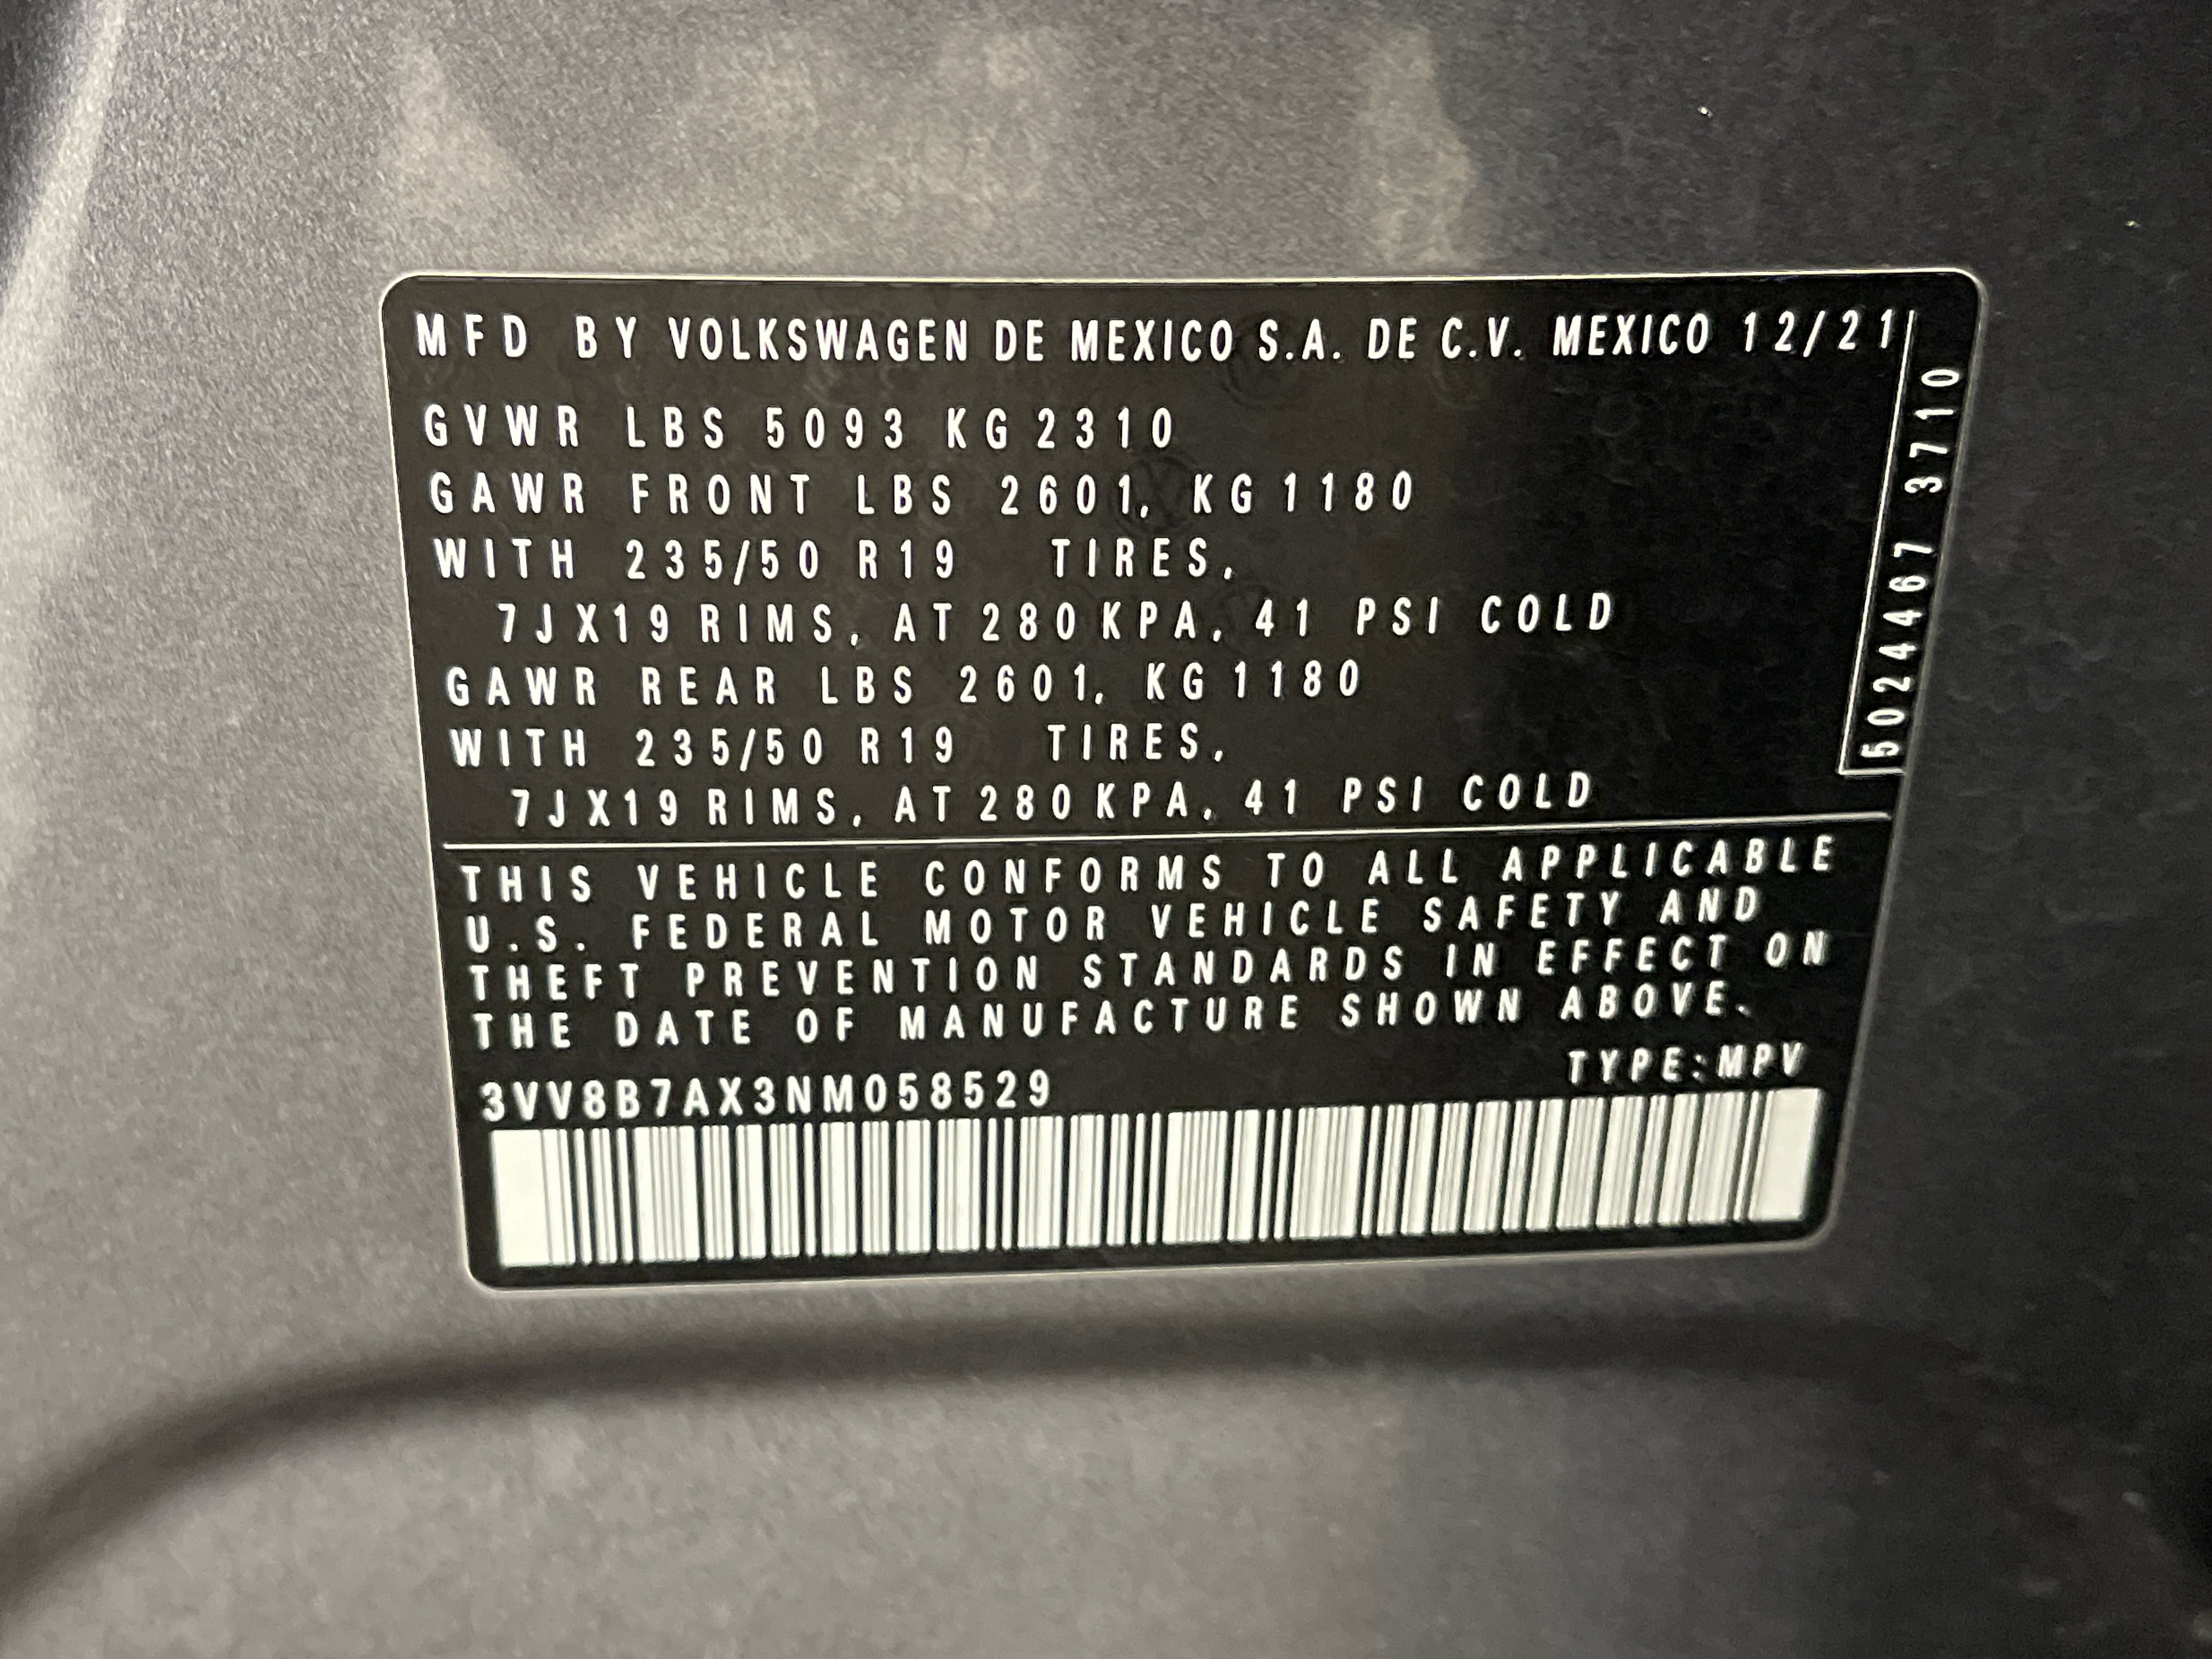 MFD BY VOLKSWAGEN DE MEXICO S.A. DE C.V. MEXICO 12/21
GVWR LBS 5093 KG 2310
GAWR FRONT LBS 2601, KG 1180
WITH 235/50 R19 TIRES,
7JX19 RIMS, AT 280 KPA, 41 PSI COLD
GAWR REAR LBS 2601, KG 1180
WITH 235/50 R19 TIRES,
7JX19 RIMS, AT 280 KPA, 41 PSI COLD
5024467 3710
THIS VEHICLE CONFORMS TO ALL APPLICABLE
U.S. FEDERAL MOTOR VEHICLE SAFETY AND
THEFT PREVENTION STANDARDS IN EFFECT ON
THE DATE OF MANUFACTURE SHOWN ABOVE.
3VV8B7AX3NM058529 TYPE:MPV